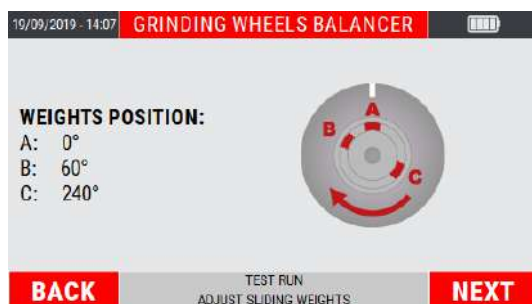 19/09/2019 - 14:07 GRINDING WHEELS BALANCER
WEIGHTS POSITION:
A: 0°
B: 60°
C: 240°
A
B
C
TEST RUN
BACK ADJUST SLIDING WEIGHTS NEXT